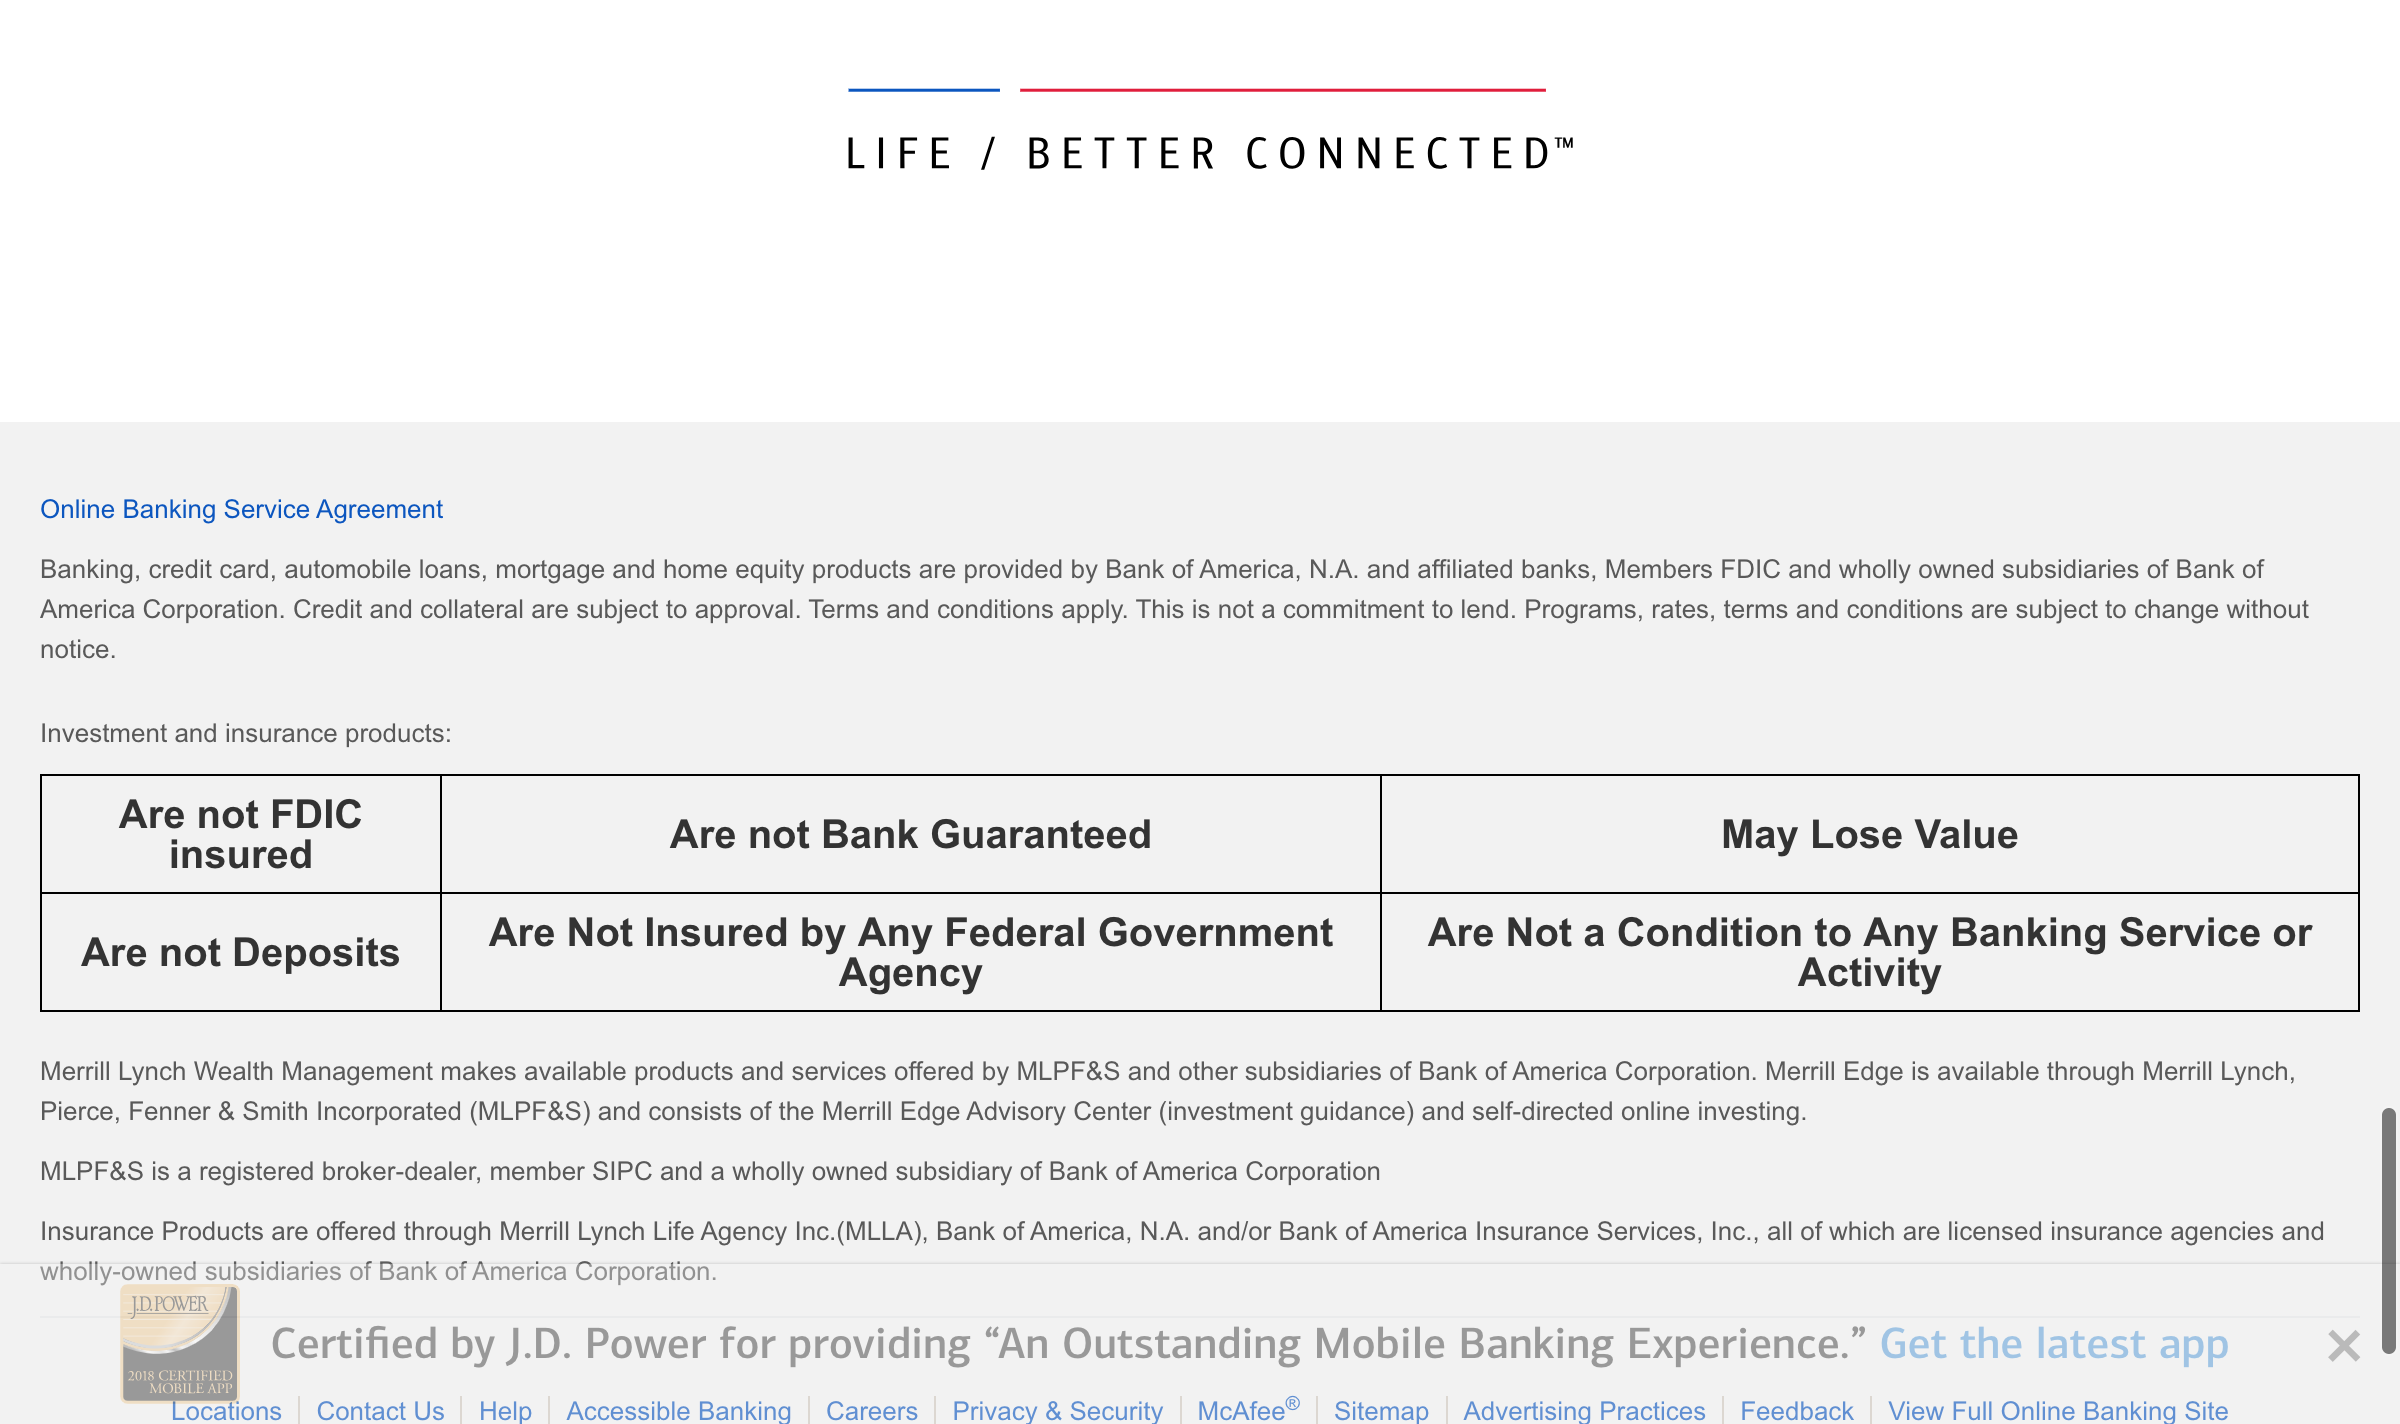 LIFE / BETTER CONNECTED™
Online Banking Service Agreement
Banking, credit card, automobile loans, mortgage and home equity products are provided by Bank of America, N.A. and affiliated banks, Members FDIC and wholly owned subsidiaries of Bank of
America Corporation. Credit and collateral are subject to approval. Terms and conditions apply. This is not a commitment to lend. Programs, rates, terms and conditions are subject to change without
notice.
Investment and insurance products:
Are not FDIC
insured
Are not Bank Guaranteed
May Lose Value
Are not Deposits
Are Not Insured by Any Federal Government
Agency
Are Not a Condition to Any Banking Service or
Activity
Merrill Lynch Wealth Management makes available products and services offered by MLPF&S and other subsidiaries of Bank of America Corporation. Merrill Edge is available through Merrill Lynch,
Pierce, Fenner & Smith Incorporated (MLPF&S) and consists of the Merrill Edge Advisory Center (investment guidance) and self-directed online investing.
MLPF&S is a registered broker-dealer, member SIPC and a wholly owned subsidiary of Bank of America Corporation
Insurance Products are offered through Merrill Lynch Life Agency Inc.(MLLA), Bank of America, N.A. and/or Bank of America Insurance Services, Inc., all of which are licensed insurance agencies and
wholly-owned subsidiaries of Bank of America Corporation.
J.D. POWER
2018 CERTIFIED
MOBILE APP
Certified by J.D. Power for providing “An Outstanding Mobile Banking Experience.” Get the latest app
Locations Contact Us Help Accessible Banking Careers Privacy & Security McAfee® Sitemap Advertising Practices Feedback View Full Online Banking Site